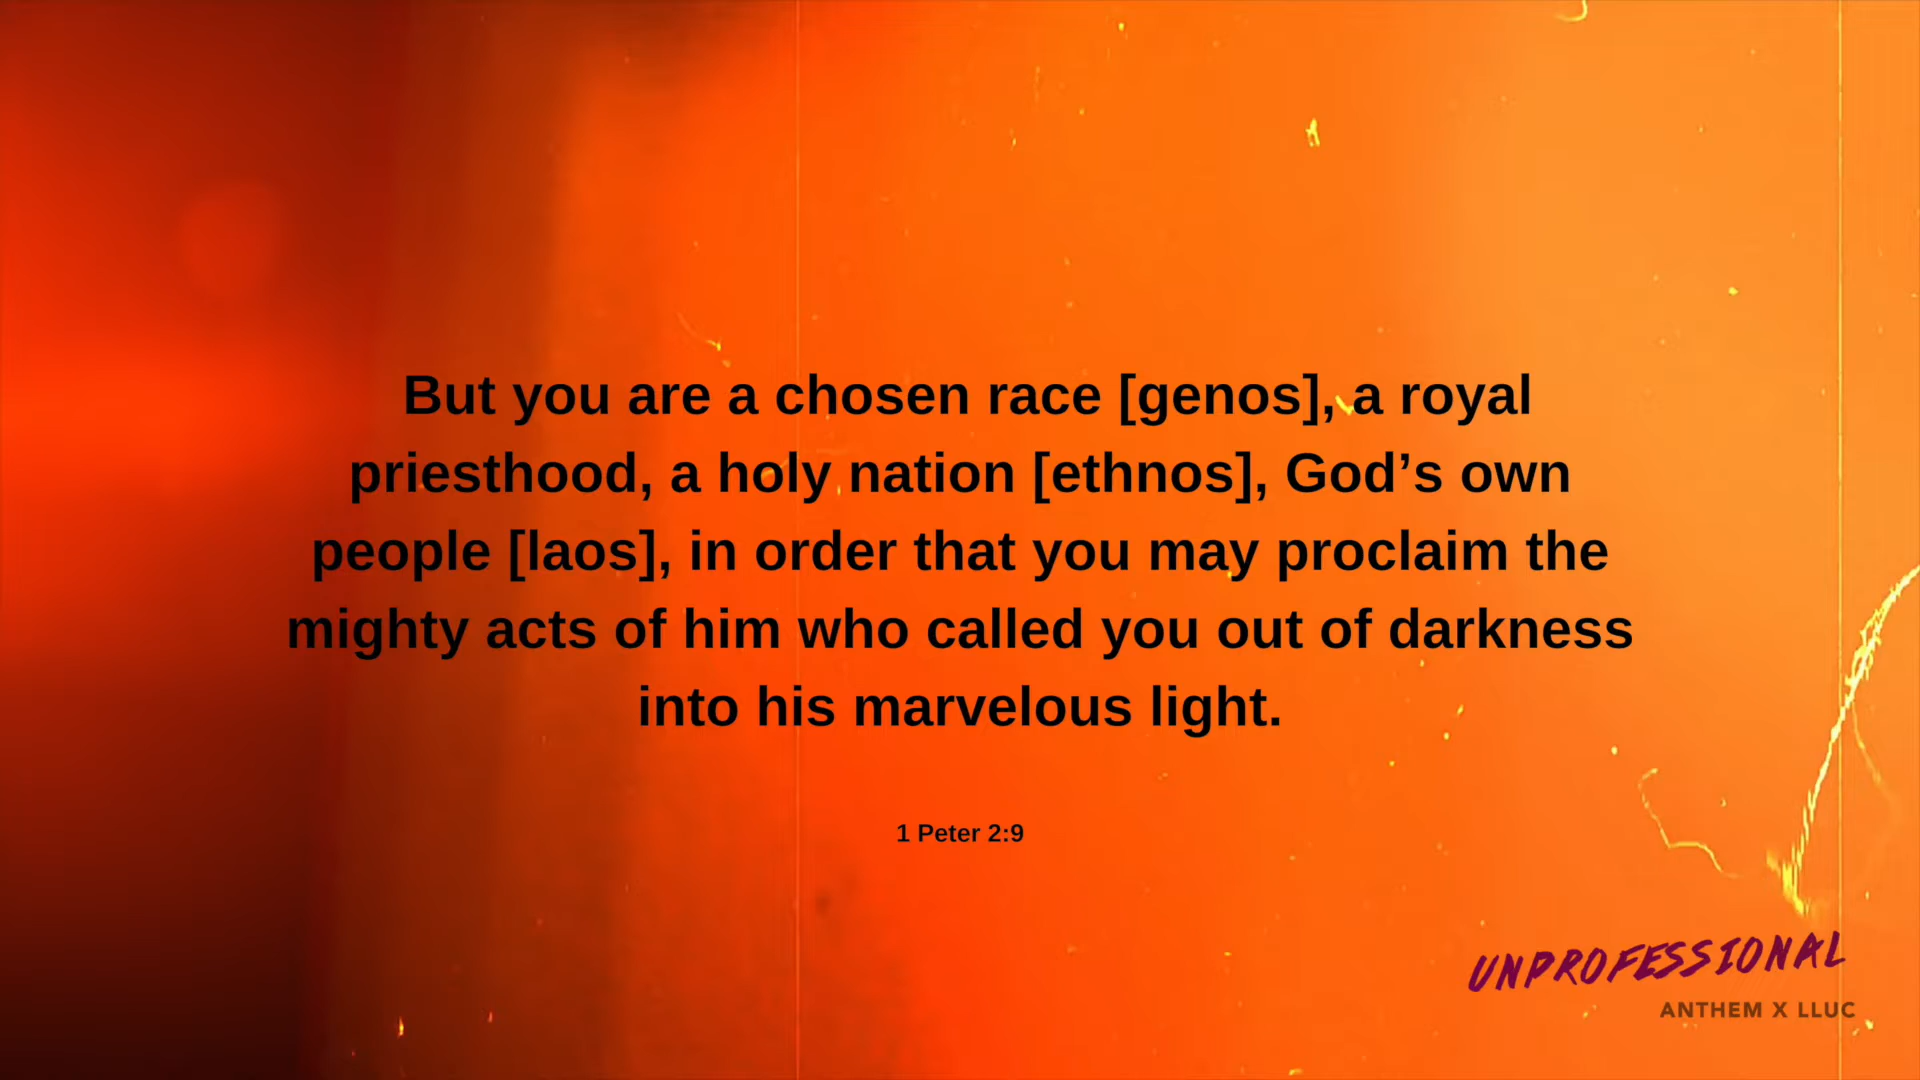 But you are a chosen race [genos], a royal
priesthood, a holy nation [ethnos], God’s own
people [laos], in order that you may proclaim the
mighty acts of him who called you out of darkness
into his marvelous light.
1 Peter 2:9
UNPROFESSIONAL
ANTHEM X LLUC